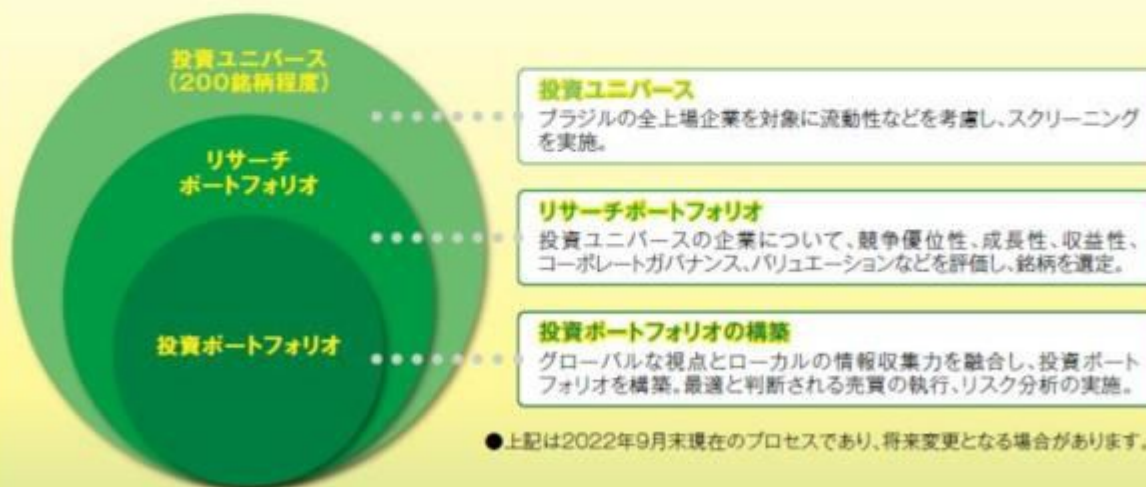 投資ユニバース
(200銘柄程度)
リサーチ
ポートフォリオ
投資ポートフォリオ
投資ユニバース
ブラジルの全上場企業を対象に流動性などを考慮し、スクリーニング
を実施。
リサーチポートフォリオ
投資ユニバースの企業について、競争優位性、成長性、収益性、
コーポレートガバナンス、バリュエーションなどを評価し、銘柄を選定。
投資ポートフォリオの構築
グローバルな視点とローカルの情報収集力を融合し、投資ポート
フォリオを構築。最適と判断される売買の執行、リスク分析の実施。
●上記は2022年9月末現在のプロセスであり、将来変更となる場合があります。